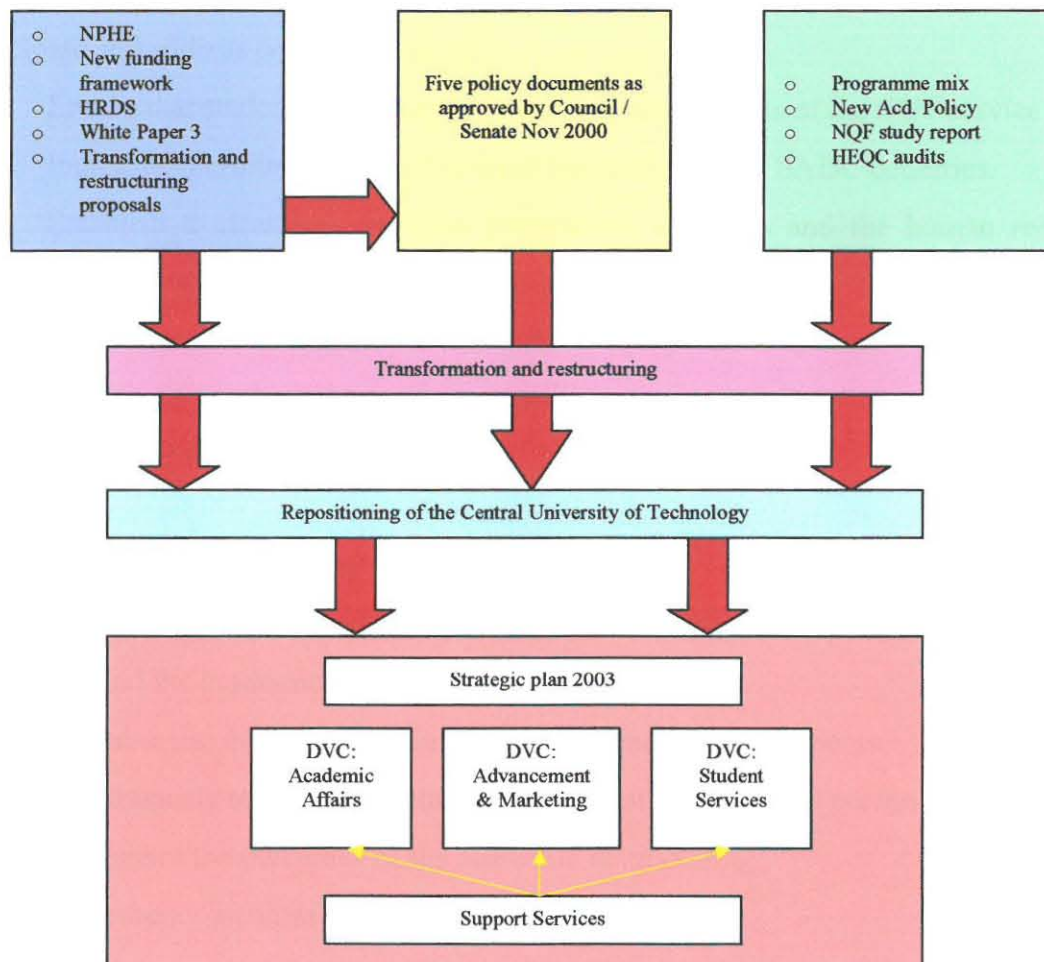 NPHE
New funding
framework
HRDS
White Paper 3
Transformation and
restructuring
proposals
Five policy documents as
approved by Council /
Senate Nov 2000
Programme mix
New Acd. Policy
NQF study report
HEQC audits
Transformation and restructuring
Repositioning of the Central University of Technology
Strategic plan 2003
DVC:
Academic
Affairs
DVC:
Advancement
& Marketing
DVC:
Student
Services
Support Services